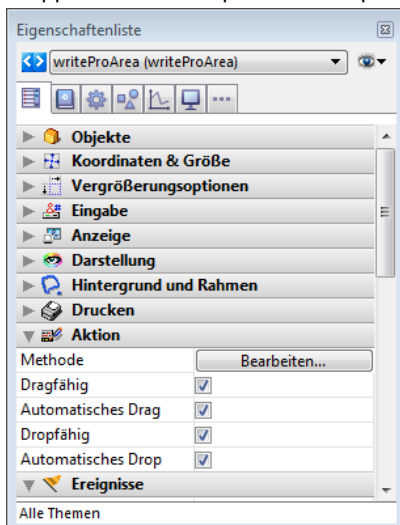 Eigenschaftenliste
writeProArea (writeProArea)
Objekte
Koordinaten & Größe
Vergrößerungsoptionen
Eingabe
Anzeige
Darstellung
Hintergrund und Rahmen
Drucken
Aktion
Methode Bearbeiten...
Dragfähig
Automatisches Drag
Dropfähig
Automatisches Drop
Ereignisse
Alle Themen